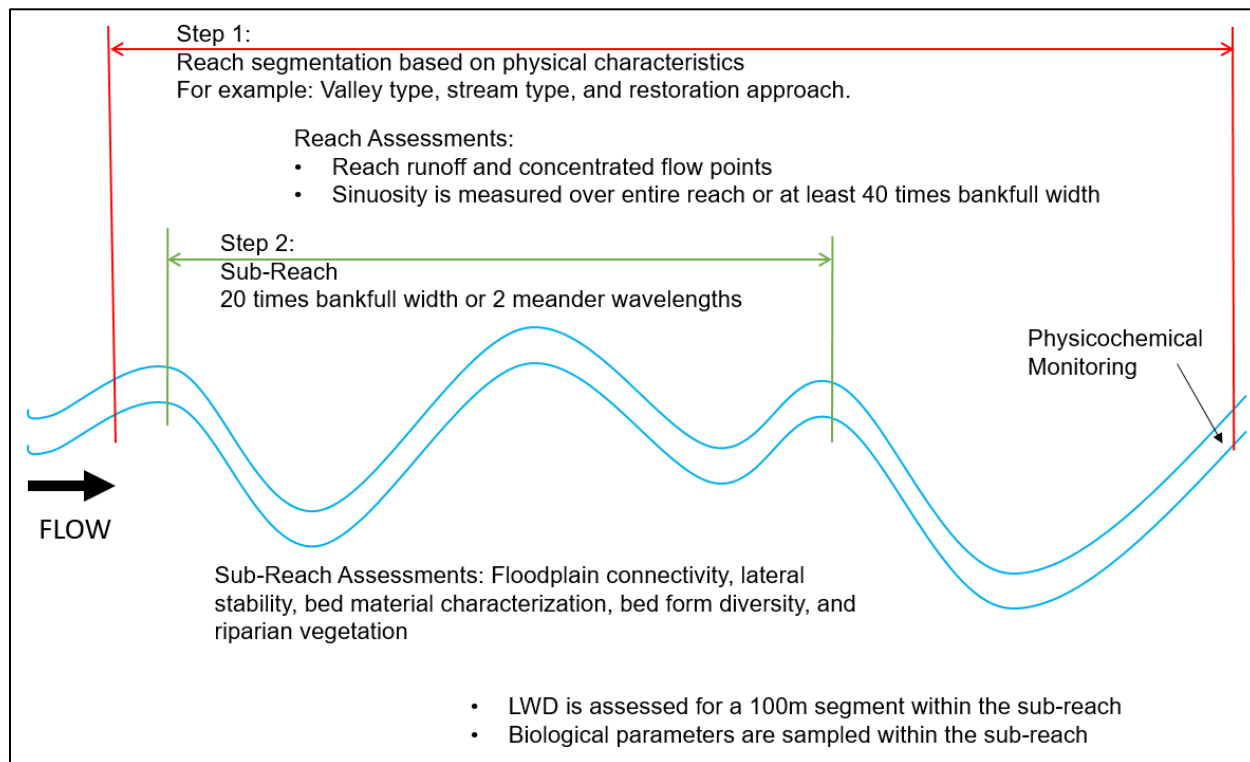 Step 1:
Reach segmentation based on physical characteristics
For example: Valley type, stream type, and restoration approach.
Reach Assessments:
• Reach runoff and concentrated flow points
• Sinuosity is measured over entire reach or at least 40 times bankfull width
Step 2:
Sub-Reach
20 times bankfull width or 2 meander wavelengths
Physicochemical
Monitoring
FLOW
Sub-Reach Assessments: Floodplain connectivity, lateral
stability, bed material characterization, bed form diversity, and
riparian vegetation
• LWD is assessed for a 100m segment within the sub-reach
• Biological parameters are sampled within the sub-reach